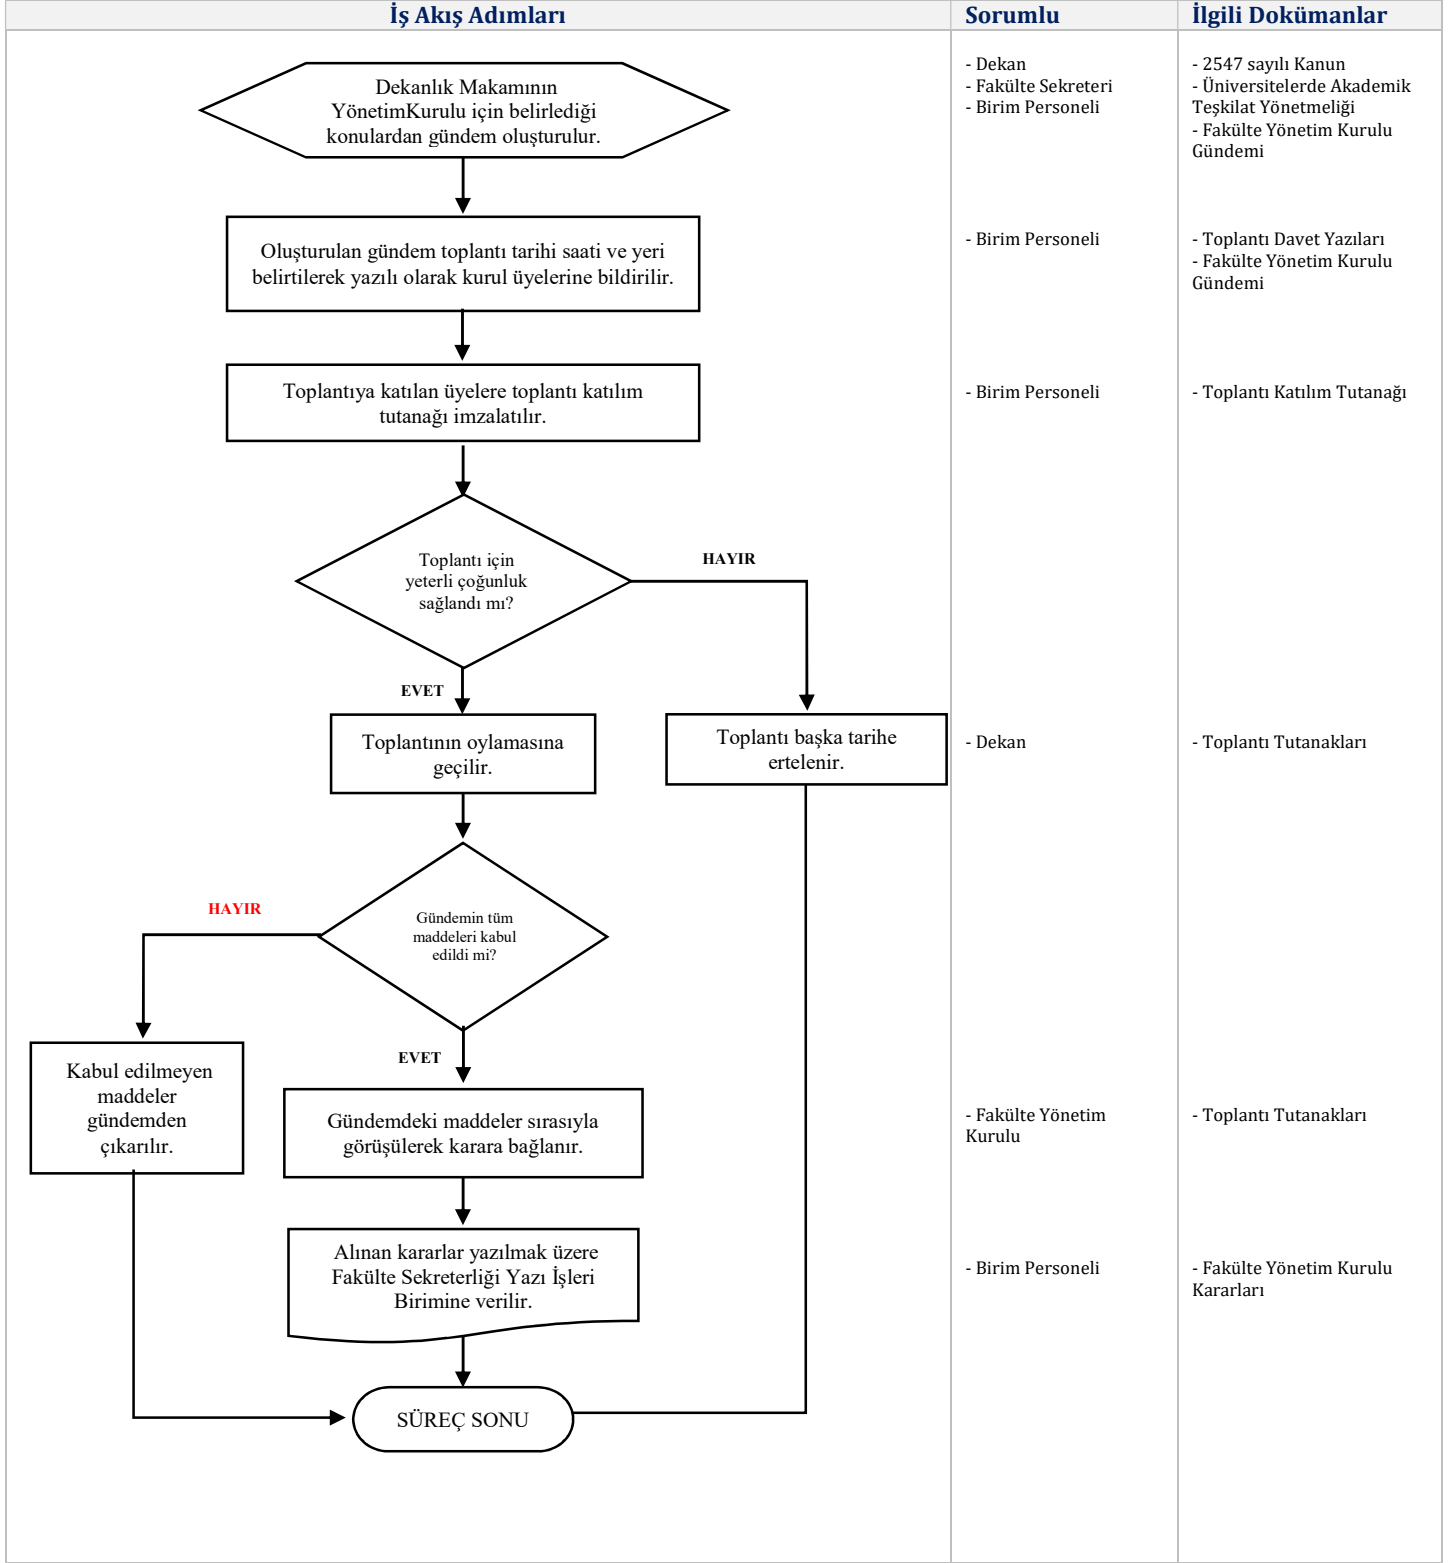 İş Akış Adımları
Sorumlu
İlgili Dokümanlar
Dekanlık Makamının
YönetimKurulu için belirlediği
konulardan gündem oluşturulur.
- Dekan
- Fakülte Sekreteri
- Birim Personeli
- 2547 sayılı Kanun
- Üniversitelerde Akademik
Teşkilat Yönetmeliği
- Fakülte Yönetim Kurulu
Gündemi
Oluşturulan gündem toplantı tarihi saati ve yeri
belirtilerek yazılı olarak kurul üyelerine bildirilir.
- Birim Personeli
- Toplantı Davet Yazıları
- Fakülte Yönetim Kurulu
Gündemi
Toplantıya katılan üyelere toplantı katılım
tutanağı imzalatılır.
- Birim Personeli
- Toplantı Katılım Tutanağı
Toplantı için
yeterli çoğunluk
sağlandı mı?
HAYIR
EVET
Toplantının oylamasına
geçilir.
Toplantı başka tarihe
ertelenir.
- Dekan
- Toplantı Tutanakları
HAYIR
Gündemin tüm
maddeleri kabul
edildi mi?
EVET
Kabul edilmeyen
maddeler
gündemden
çıkarılır.
Gündemdeki maddeler sırasıyla
görüşülerek karara bağlanır.
- Fakülte Yönetim
Kurulu
- Toplantı Tutanakları
Alınan kararlar yazılmak üzere
Fakülte Sekreterliği Yazı İşleri
Birimine verilir.
- Birim Personeli
- Fakülte Yönetim Kurulu
Kararları
SÜREÇ SONU